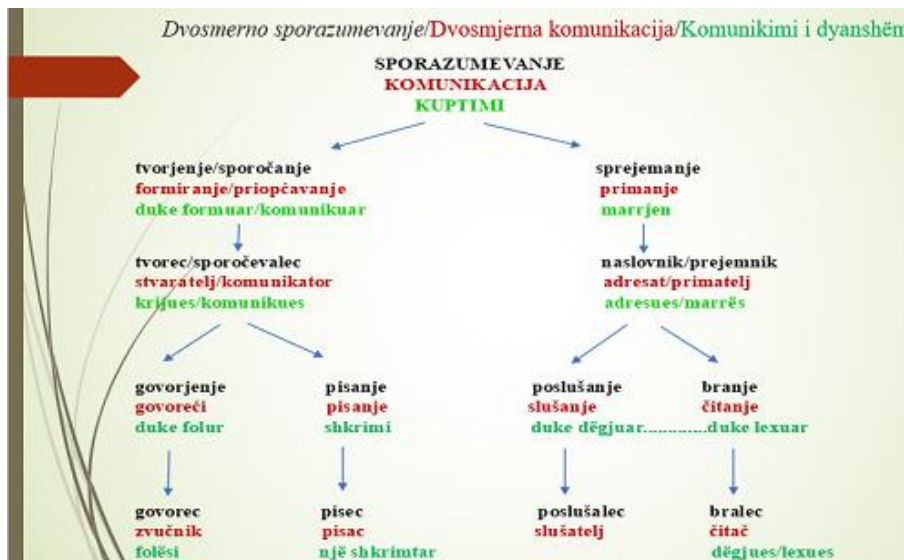 Dvosmerno sporazumevanje/Dvosmjerna komunikacija/Komunikimi i dyanshëm
SPORAZUMEVANJE
KOMUNIKACIJA
KUPTIMI
tvorjenje/sporočanje
formiranje/priopćavanje
duke formuar/komunikuar
sprejemanje
primanje
marrjen
tvorec/sporočevalec
stvaratelj/komunikator
krijues/komunikues
naslovnik/prejemnik
adresat/primatelj
adresues/marrës
govorjenje
govoreći
duke folur
pisanje
pisanje
shkrimi
poslušanje
slušanje
duke dëgjuar.............duke lexuar
branje
čitanje
govorec
zvučnik
folësi
pisec
pisac
një shkrimtar
poslušalec
slušatelj
bralec
čitač
dëgjues/lexues